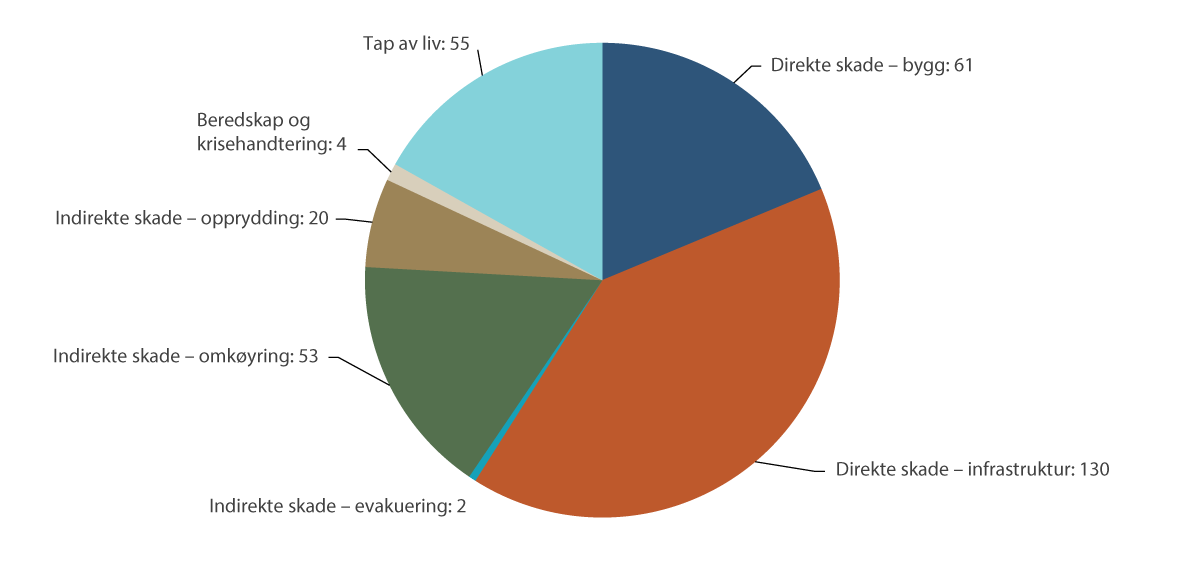 Tap av liv: 55
Direkte skade – bygg: 61
Beredskap og
krisehandtering: 4
Indirekte skade – opprydding: 20
Indirekte skade – omkøyring: 53
Direkte skade – infrastruktur: 130
Indirekte skade – evakuering: 2